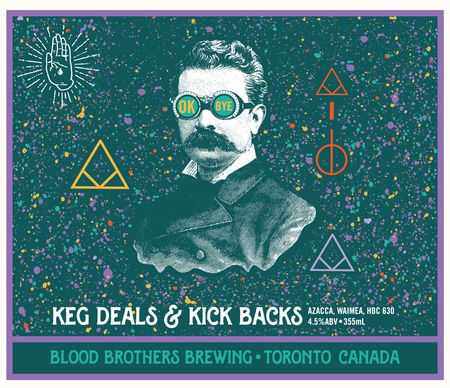 OK BYE
KEG DEALS & KICK BACKS
AZACCA, WAIMEA, HBC 630
4.5%ABV • 355mL
BLOOD BROTHERS BREWING • TORONTO CANADA